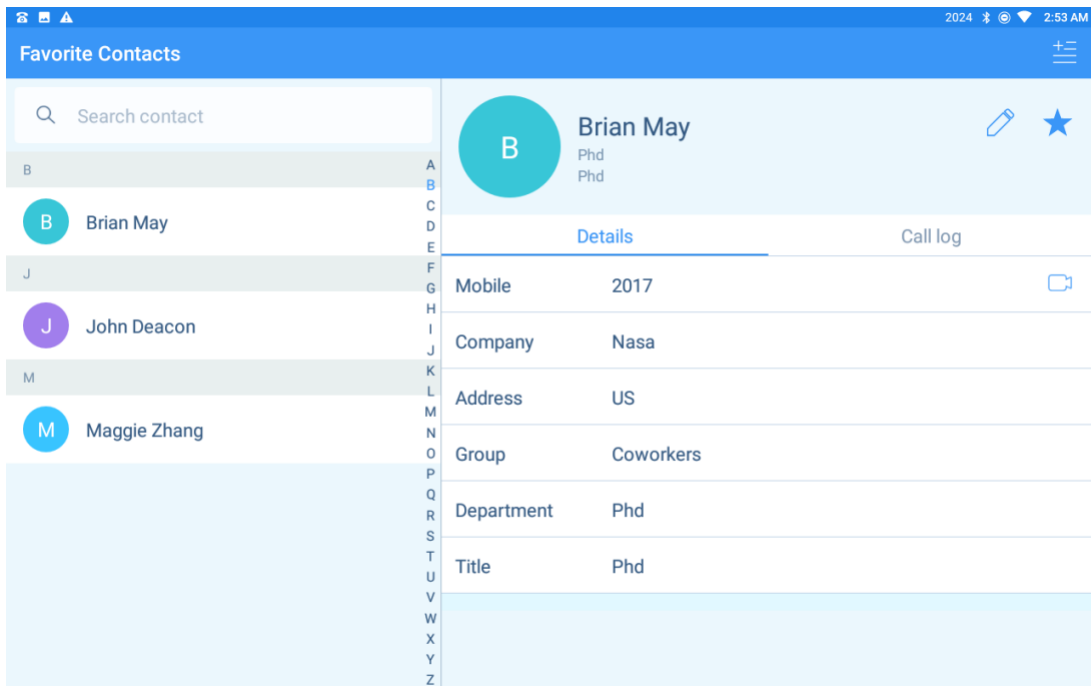 2024 2:53 AM
Favorite Contacts
Search contact
B
B Brian May
J
J John Deacon
M
M Maggie Zhang
A
B
C
D
E
F
G
H
I
J
K
L
M
N
O
P
Q
R
S
T
U
V
W
X
Y
Z
B
Brian May
Phd
Phd
Details Call log
Mobile 2017
Company Nasa
Address US
Group Coworkers
Department Phd
Title Phd